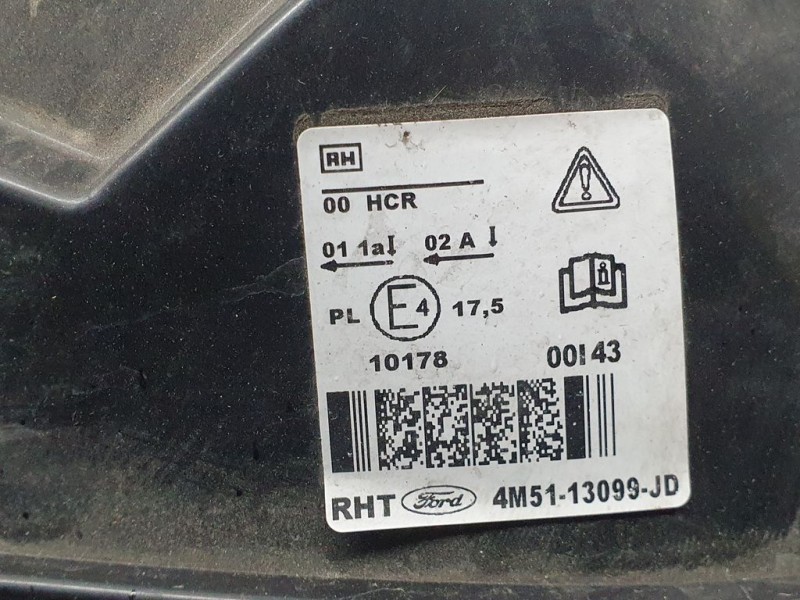 RH
00 HCR
01 1a 02 A
PL E4 17,5
10178 00I43
RHT Ford 4M51-13099-JD